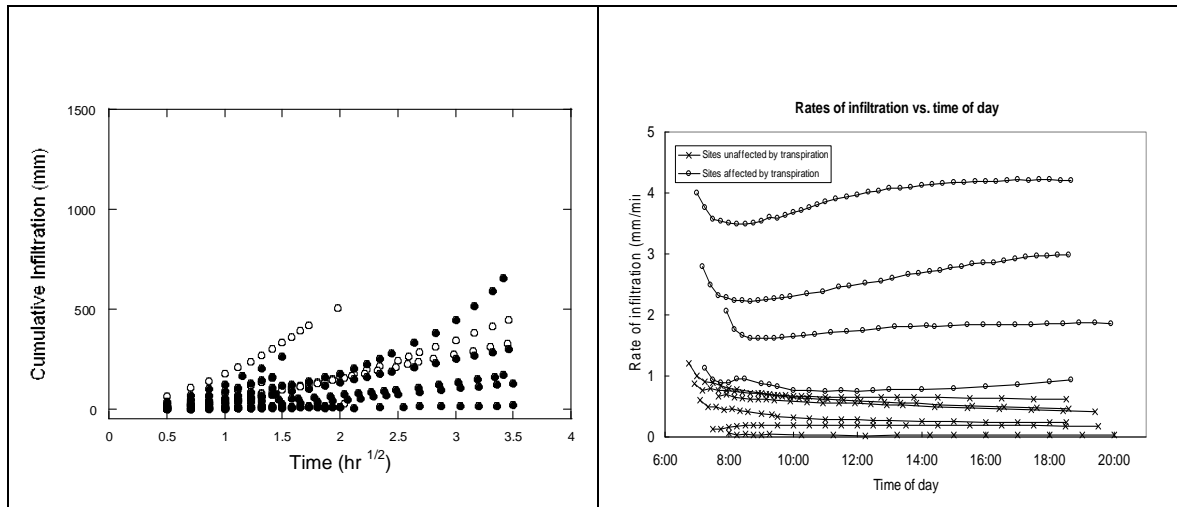 1500
1000
500
0
Cumulative Infiltration (mm)
0 0.5 1 1.5 2 2.5 3 3.5 4
Time (hr 1/2)
Rates of infiltration vs. time of day
Sites unaffected by transpiration
Sites affected by transpiration
5
4
3
2
1
0
Rate of infiltration (mm/min
6:00 8:00 10:00 12:00 14:00 16:00 18:00 20:00
Time of day